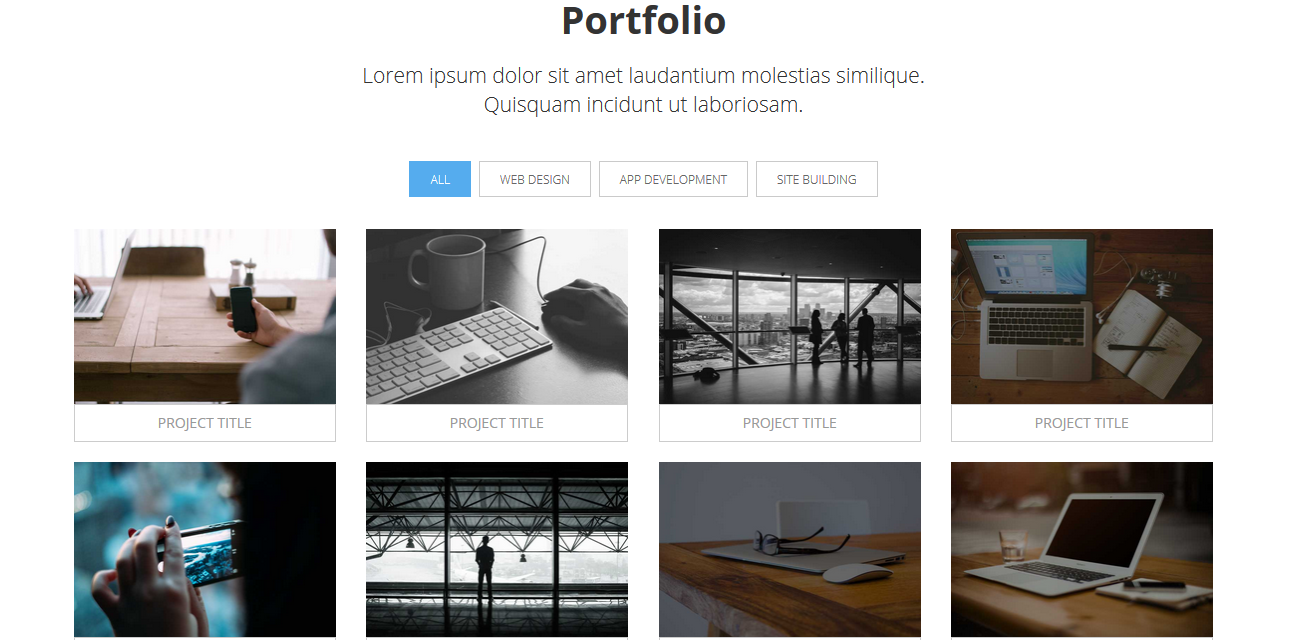 Portfolio
Lorem ipsum dolor sit amet laudantium molestias similique.
Quisquam incidunt ut laboriosam.
ALL WEB DESIGN APP DEVELOPMENT SITE BUILDING
PROJECT TITLE PROJECT TITLE PROJECT TITLE PROJECT TITLE